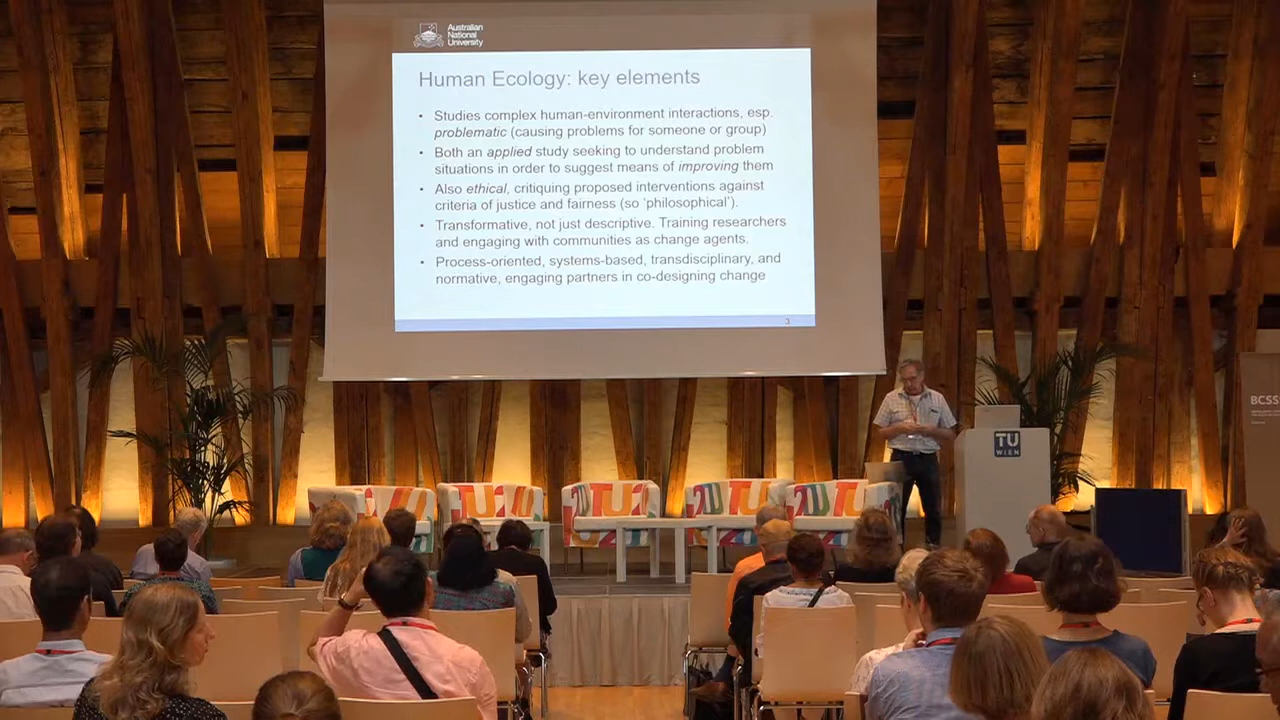 Australian
National
University
Human Ecology: key elements
• Studies complex human-environment interactions, esp.
problematic (causing problems for someone or group)
• Both an applied study seeking to understand problem
situations in order to suggest means of improving them
• Also ethical, critiquing proposed interventions against
criteria of justice and fairness (so ‘philosophical’).
• Transformative, not just descriptive. Training researchers
and engaging with communities as change agents.
• Process-oriented, systems-based, transdisciplinary, and
normative, engaging partners in co-designing change
3
BCSS
TU
WIEN
TU
TU
TU
TU